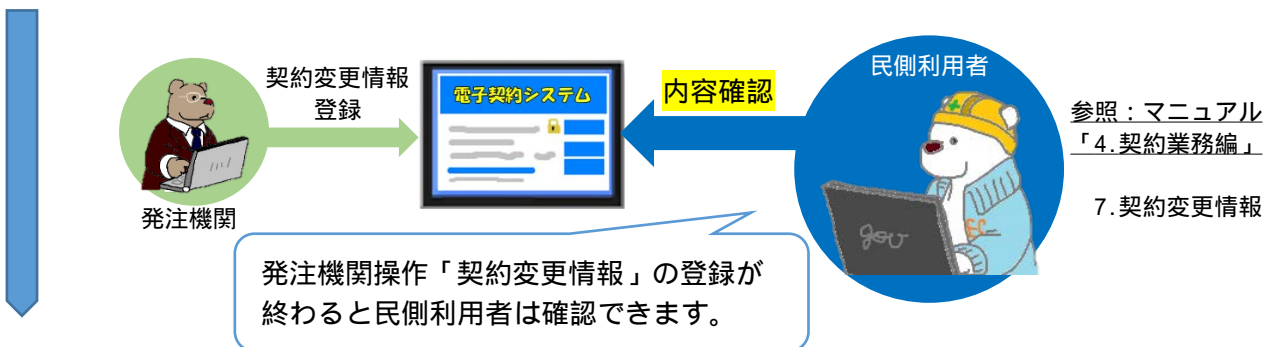 契約変更情報
登録
発注機関
電子契約システム
内容確認
民側利用者
gov
EC
参照：マニュアル
「4.契約業務編」
7.契約変更情報
発注機関操作「契約変更情報」の登録が
終わると民側利用者は確認できます。